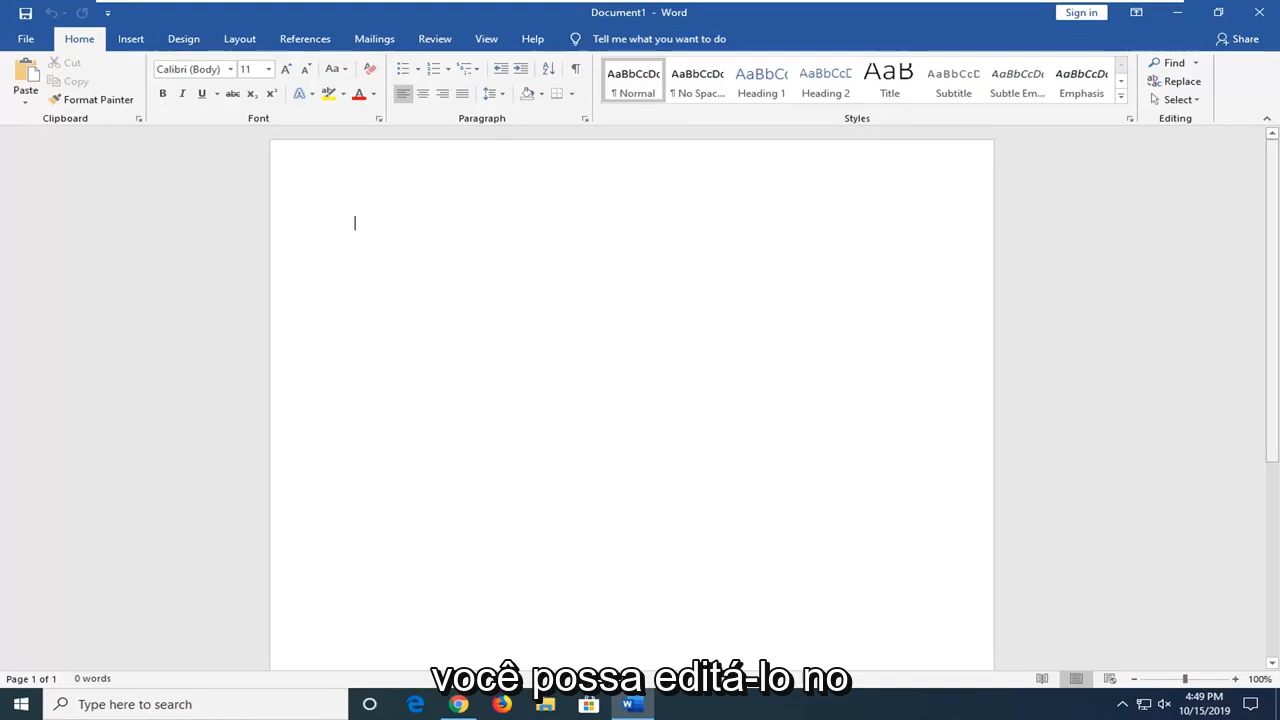 Document1 - Word
Sign in
File Home Insert Design Layout References Mailings Review View Help Tell me what you want to do Share
Paste
Cut
Copy
Format Painter
Clipboard
Calibri (Body) 11 Aa
B I U abc x₂ x² A A
Font
Paragraph
AaBbCcDc AaBbCcDc AaBbCc AaBbCcD AaB AaBbCcD AaBbCcDc AaBbCcDc
¶ Normal ¶ No Spac... Heading 1 Heading 2 Title Subtitle Subtle Em... Emphasis
Styles
Find
Replace
Select
Editing
você possa editá-lo no
Page 1 of 1 0 words 100%
Type here to search
4:49 PM
10/15/2019